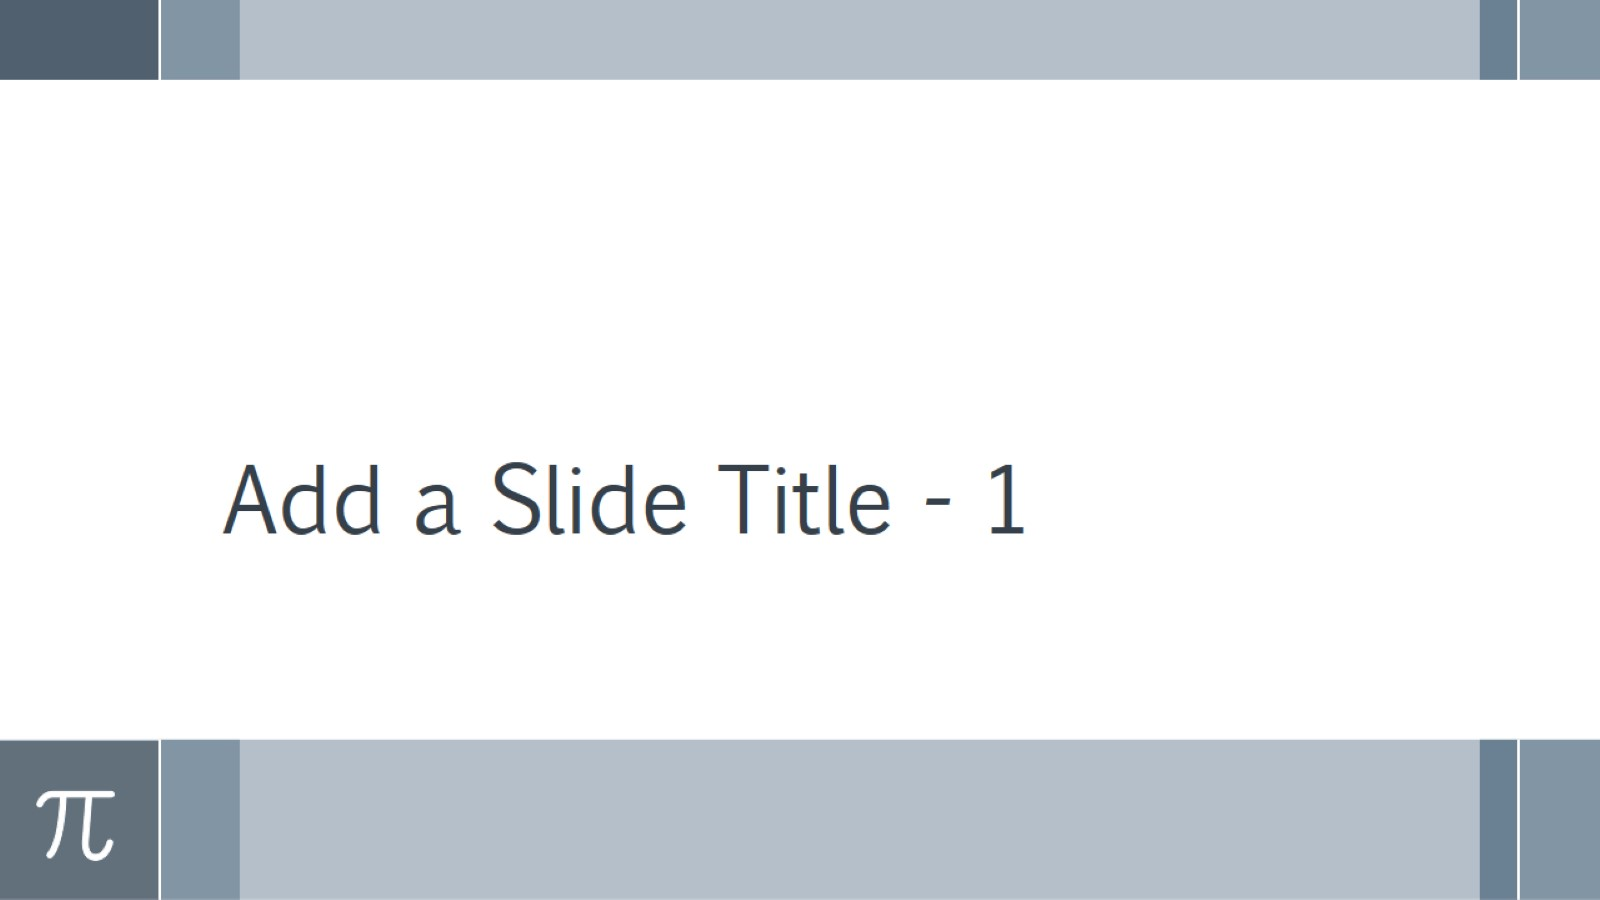 Add a Slide Title - 1
π